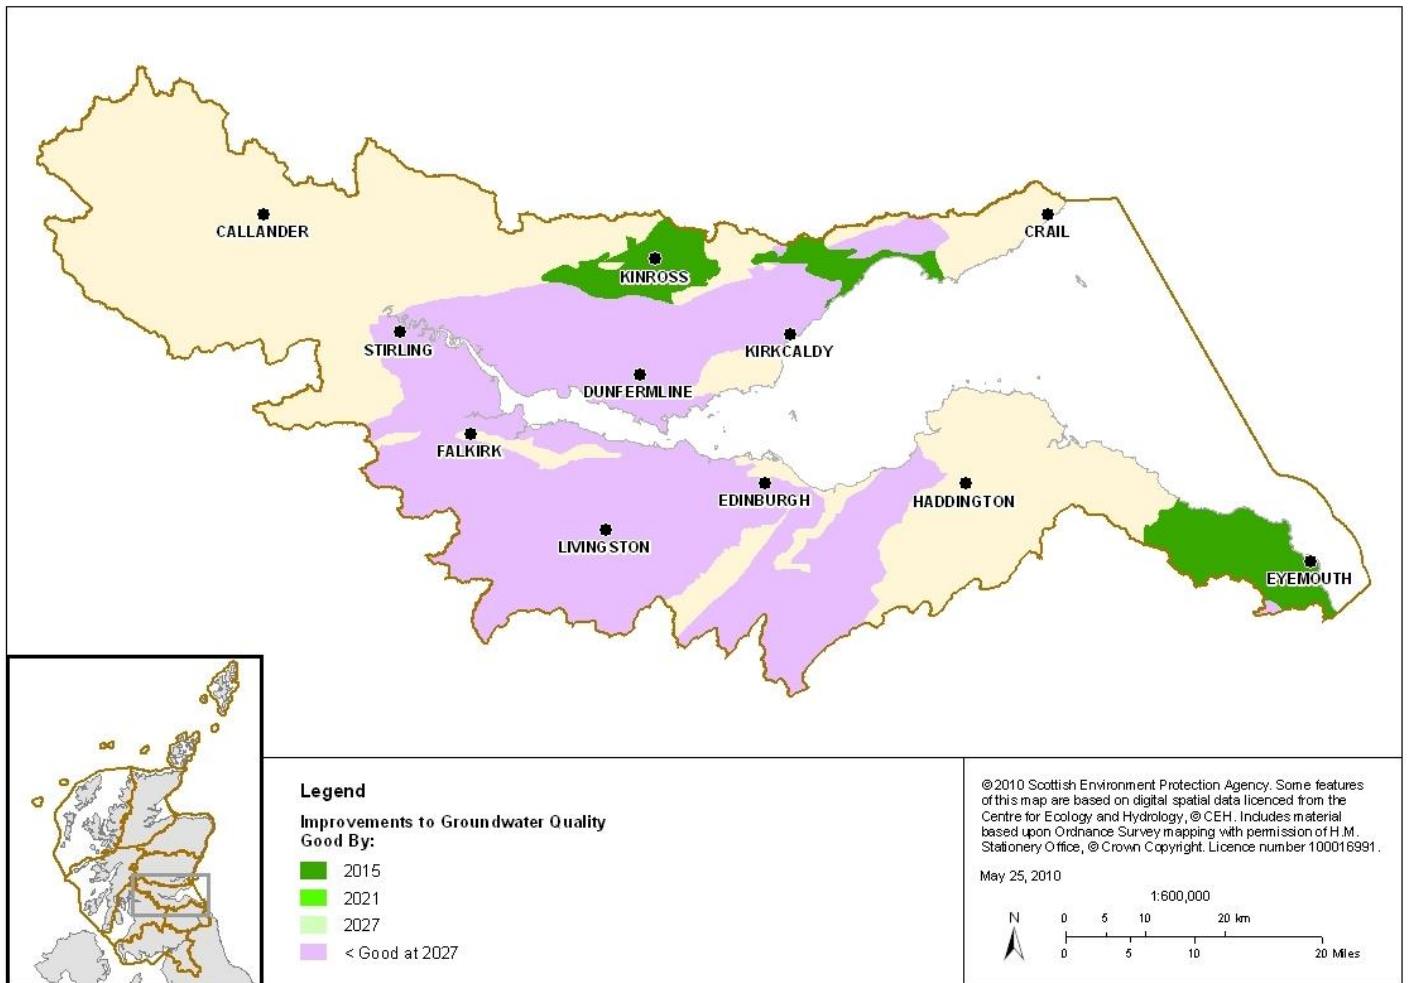 CALLANDER
CRAIL
KINROSS
STIRLING
KIRKCALDY
DUNFERMLINE
FALKIRK
EDINBURGH
HADDINGTON
LIVINGSTON
EYEMOUTH
Legend
Improvements to Groundwater Quality
Good By:
2015
2021
2027
< Good at 2027
©2010 Scottish Environment Protection Agency. Some features
of this map are based on digital spatial data licenced from the
Centre for Ecology and Hydrology, © CEH. Includes material
based upon Ordnance Survey mapping with permission of H.M.
Stationery Office, © Crown Copyright. Licence number 100016991.
May 25, 2010
1:600,000
N
0 5 10 20 km
0 5 10 20 Miles